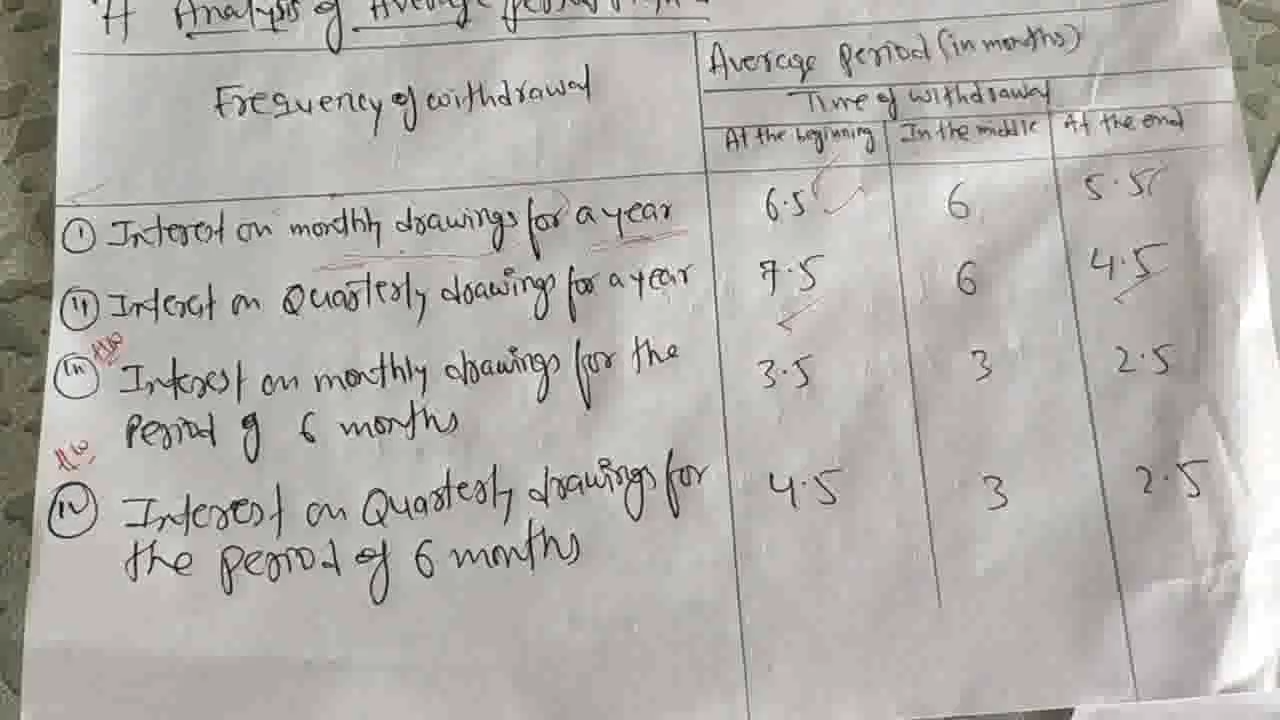 Analysis of Average period
Frequency of withdrawal
Average period (in months)
Time of withdrawal
At the beginning In the middle At the end
(i) Interest on monthly drawings for a year 6.5 6 5.5
(ii) Interest on Quarterly drawings for a year 7.5 6 4.5
(iii) Interest on monthly drawings for the 3.5 3 2.5
Period of 6 months
(iv) Interest on Quarterly drawings for 4.5 3 2.5
the period of 6 months